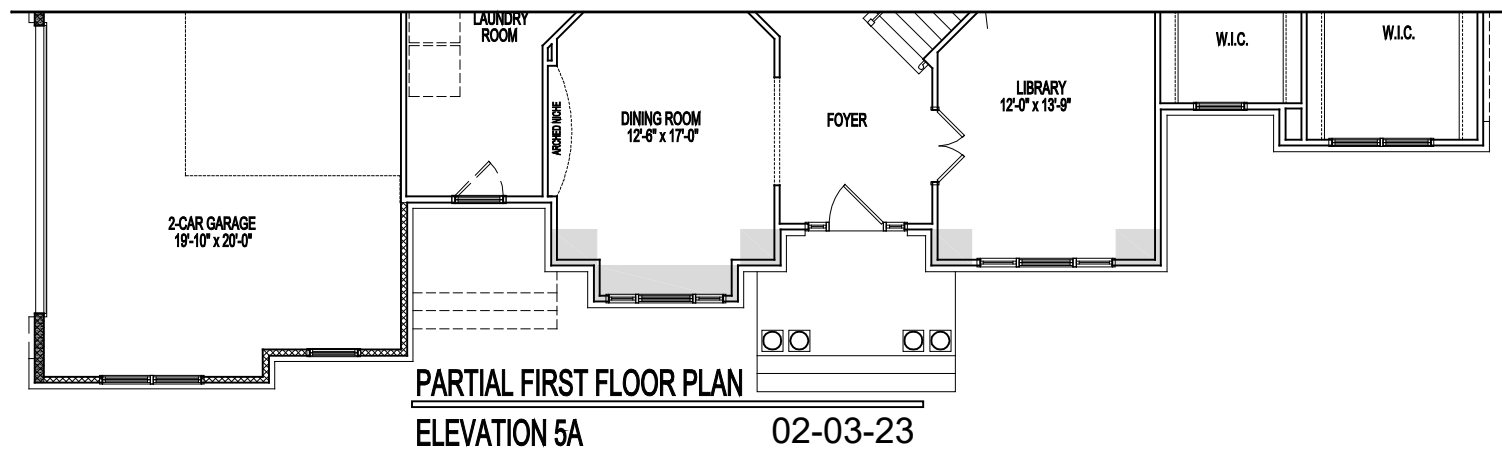 LAUNDRY
ROOM
W.I.C.
W.I.C.
ARCHED NICHE
DINING ROOM
12'-6" x 17'-0"
FOYER
LIBRARY
12'-0" x 13'-9"
2-CAR GARAGE
19'-10" x 20'-0"
PARTIAL FIRST FLOOR PLAN
ELEVATION 5A 02-03-23